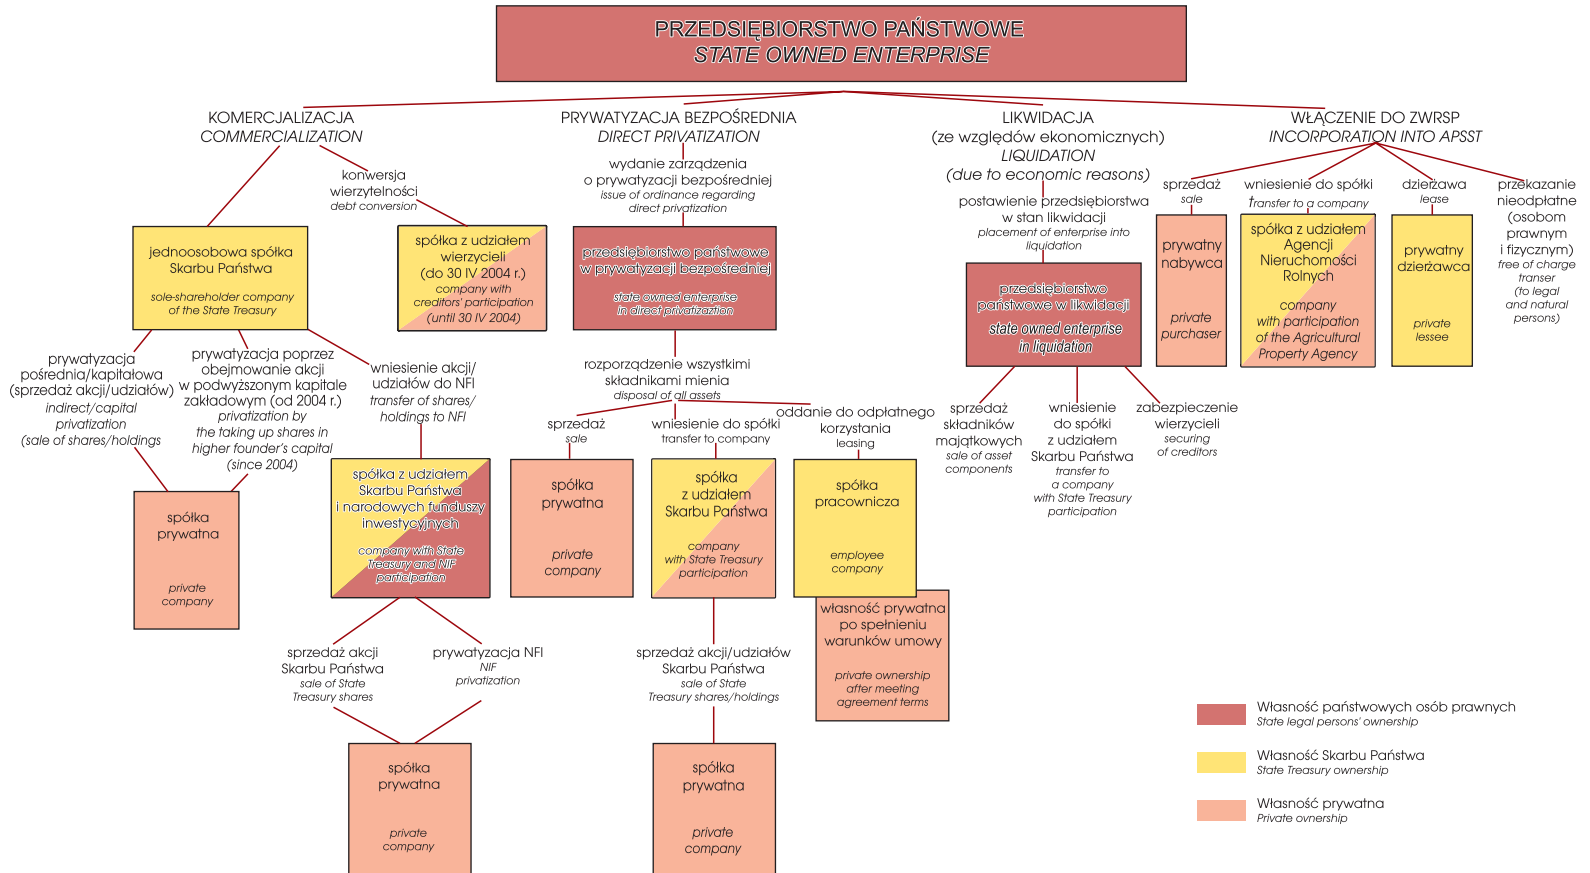 PRZEDSIĘBIORSTWO PAŃSTWOWE
STATE OWNED ENTERPRISE
KOMERCJALIZACJA
COMMERCIALIZATION
konwersja
wierzytelności
debt conversion
jednoosobowa spółka
Skarbu Państwa
sole-shareholder company
of the State Treasury
spółka z udziałem
wierzycieli
(do 30 IV 2004 r.)
company with
creditors' participation
(until 30 IV 2004)
prywatyzacja
pośrednia/kapitałowa
(sprzedaż akcji/udziałów)
indirect/capital
privatization
(sale of shares/holdings
prywatyzacja poprzez
obejmowanie akcji
w podwyższonym kapitale
zakładowym (od 2004 r.)
privatization by
the taking up shares in
higher founder's capital
(since 2004)
wniesienie akcji/
udziałów do NFI
transfer of shares/
holdings to NFI
spółka
prywatna
private
company
spółka z udziałem
Skarbu Państwa
i narodowych funduszy
inwestycyjnych
company with State
Treasury and NIF
participation
sprzedaż akcji
Skarbu Państwa
sale of State
Treasury shares
prywatyzacja NFI
NIF
privatization
spółka
prywatna
private
company
PRYWATYZACJA BEZPOŚREDNIA
DIRECT PRIVATIZATION
wydanie zarządzenia
o prywatyzacji bezpośredniej
issue of ordinance regarding
direct privatization
przedsiębiorstwo państwowe
w prywatyzacji bezpośredniej
state owned enterprise
in direct privatizaztion
rozporządzenie wszystkimi
składnikami mienia
disposal of all assets
sprzedaż
sale
wniesienie do spółki
transfer to company
oddanie do odpłatnego
korzystania
leasing
spółka
prywatna
private
company
spółka
z udziałem
Skarbu Państwa
company
with State Treasury
participation
spółka
pracownicza
employee
company
własność prywatna
po spełnieniu
warunków umowy
private ownership
after meeting
agreement terms
sprzedaż akcji/udziałów
Skarbu Państwa
sale of State
Treasury shares/holdings
spółka
prywatna
private
company
LIKWIDACJA
(ze względów ekonomicznych)
LIQUIDATION
(due to economic reasons)
postawienie przedsiębiorstwa
w stan likwidacji
placement of enterprise into
liquidation
przedsiębiorstwo
państwowe w likwidacji
state owned enterprise
in liquidation
sprzedaż
składników
majątkowych
sale of asset
components
wniesienie
do spółki
z udziałem
Skarbu Państwa
transfer to
a company
with State Treasury
participation
zabezpieczenie
wierzycieli
securing
of creditors
WŁĄCZENIE DO ZWRSP
INCORPORATION INTO APSST
sprzedaż
sale
wniesienie do spółki
transfer to a company
dzierżawa
lease
przekazanie
nieodpłatne
(osobom
prawnym
i fizycznym)
free of charge
transer
(to legal
and natural
persons)
prywatny
nabywca
private
purchaser
spółka z udziałem
Agencji
Nieruchomości
Rolnych
company
with participation
of the Agricultural
Property Agency
prywatny
dzierżawca
private
lessee
Własność państwowych osób prawnych
State legal persons' ownership
Własność Skarbu Państwa
State Treasury ownership
Własność prywatna
Private ownership